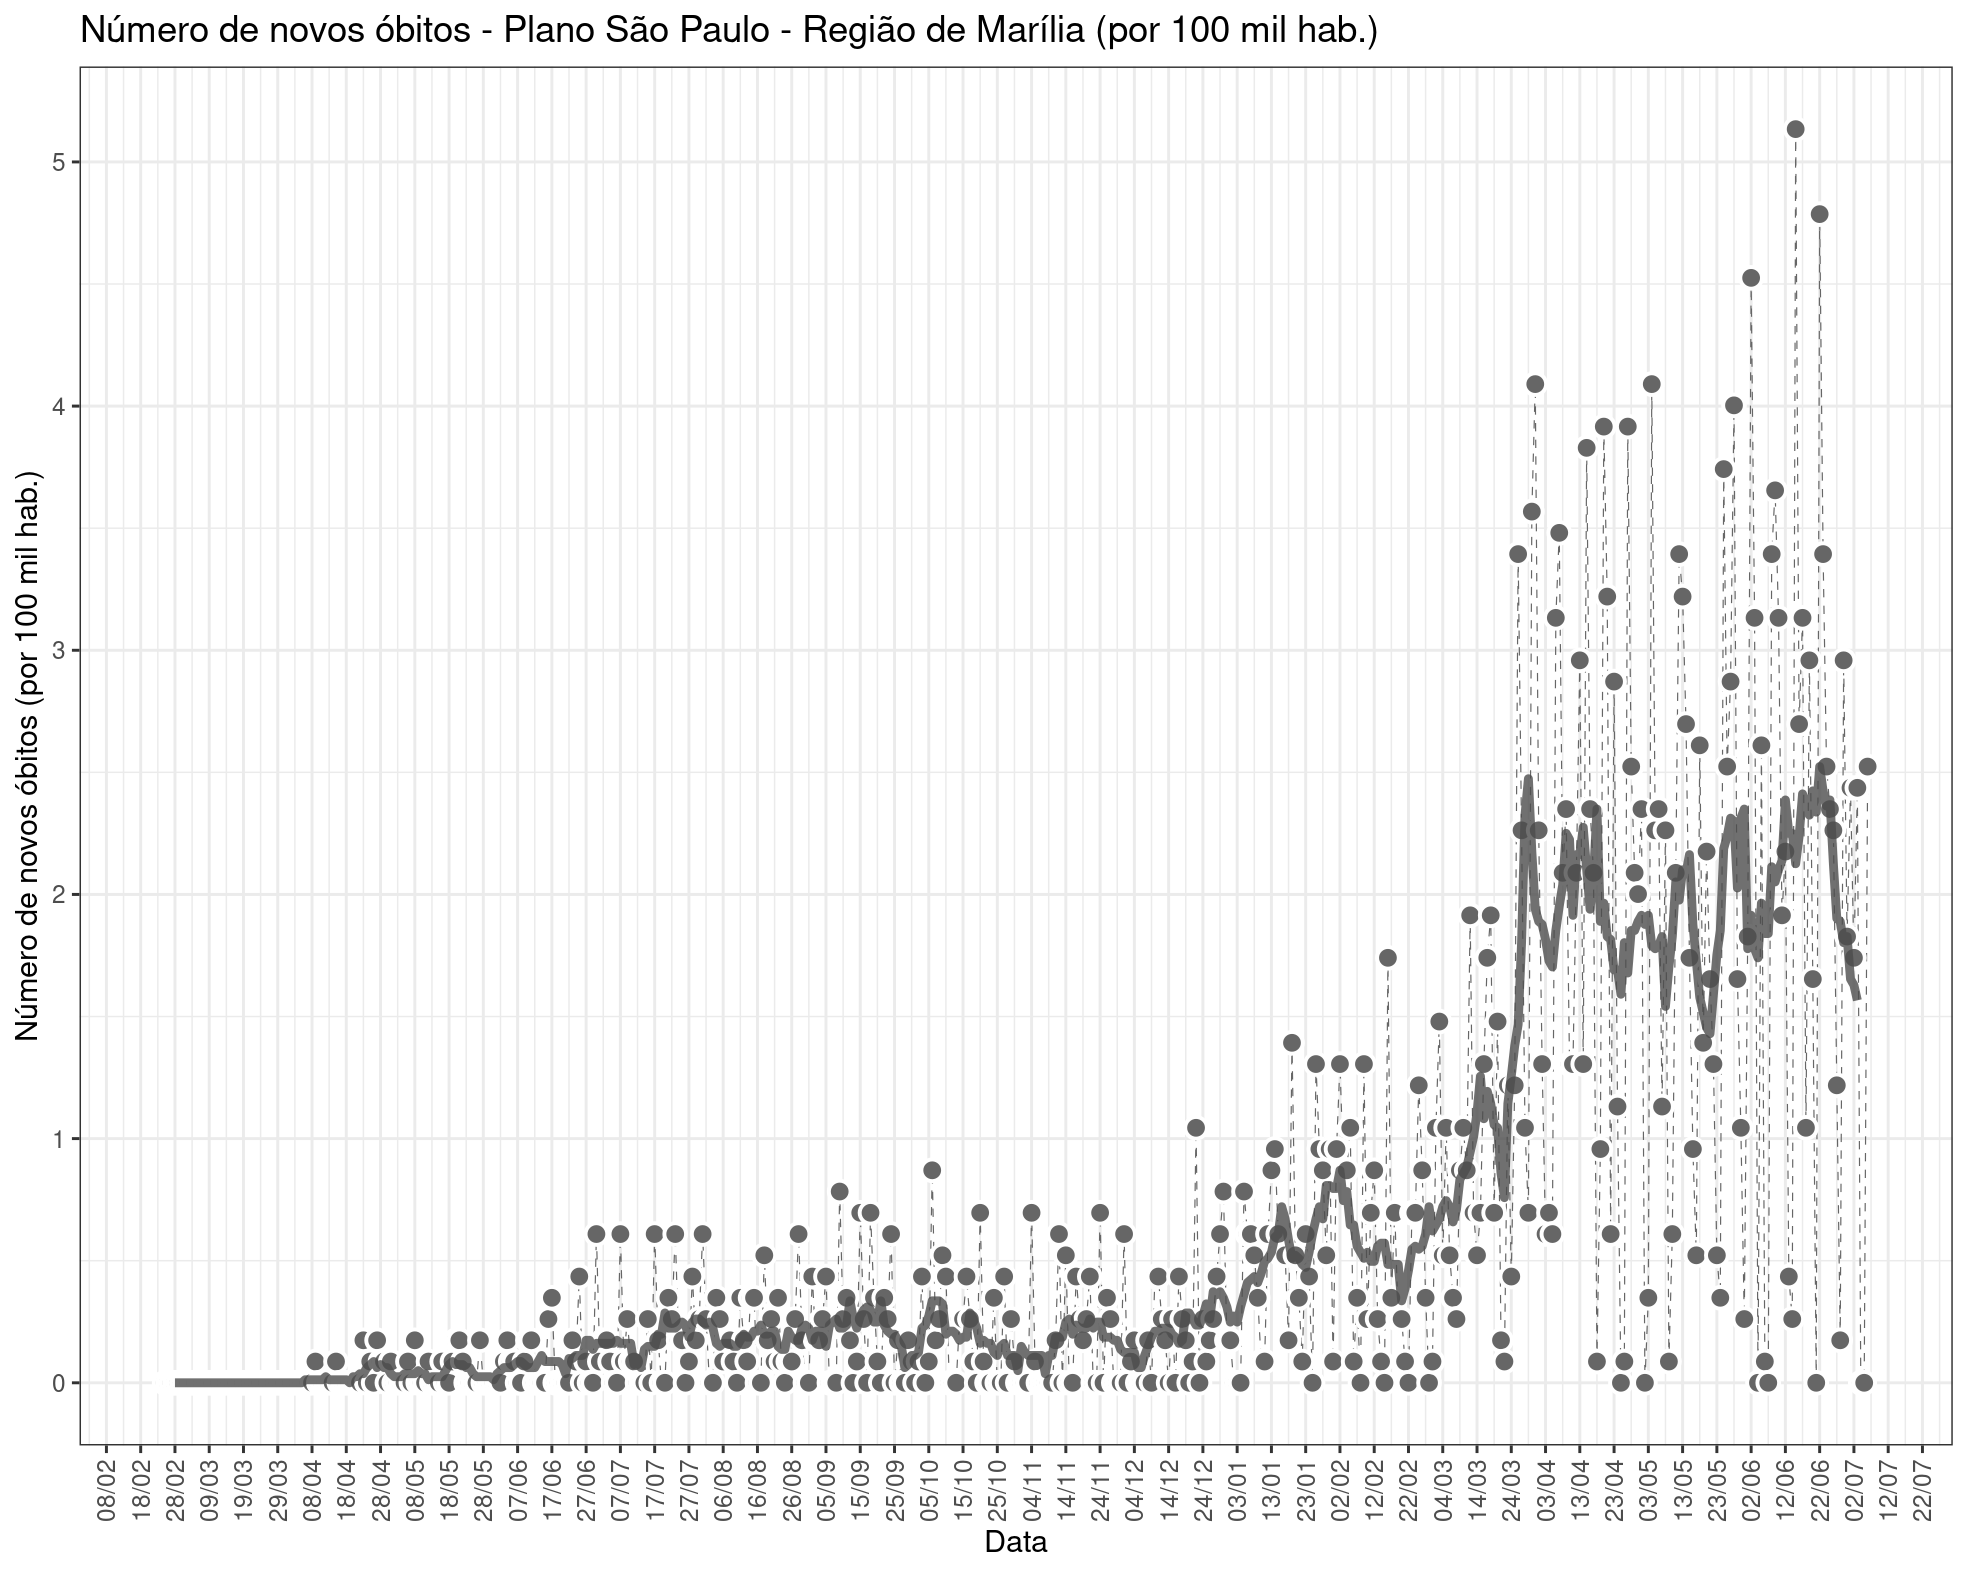 Número de novos óbitos - Plano São Paulo - Região de Marília (por 100 mil hab.)
Número de novos óbitos (por 100 mil hab.)
5
4
3
2
1
0
08/02 18/02 28/02 09/03 19/03 29/03 08/04 18/04 28/04 08/05 18/05 28/05 07/06 17/06 27/06 07/07 17/07 27/07 06/08 16/08 26/08 05/09 15/09 25/09 05/10 15/10 25/10 04/11 14/11 24/11 04/12 14/12 24/12 03/01 13/01 23/01 02/02 12/02 22/02 04/03 14/03 24/03 03/04 13/04 23/04 03/05 13/05 23/05 02/06 12/06 22/06 02/07 12/07 22/07
Data